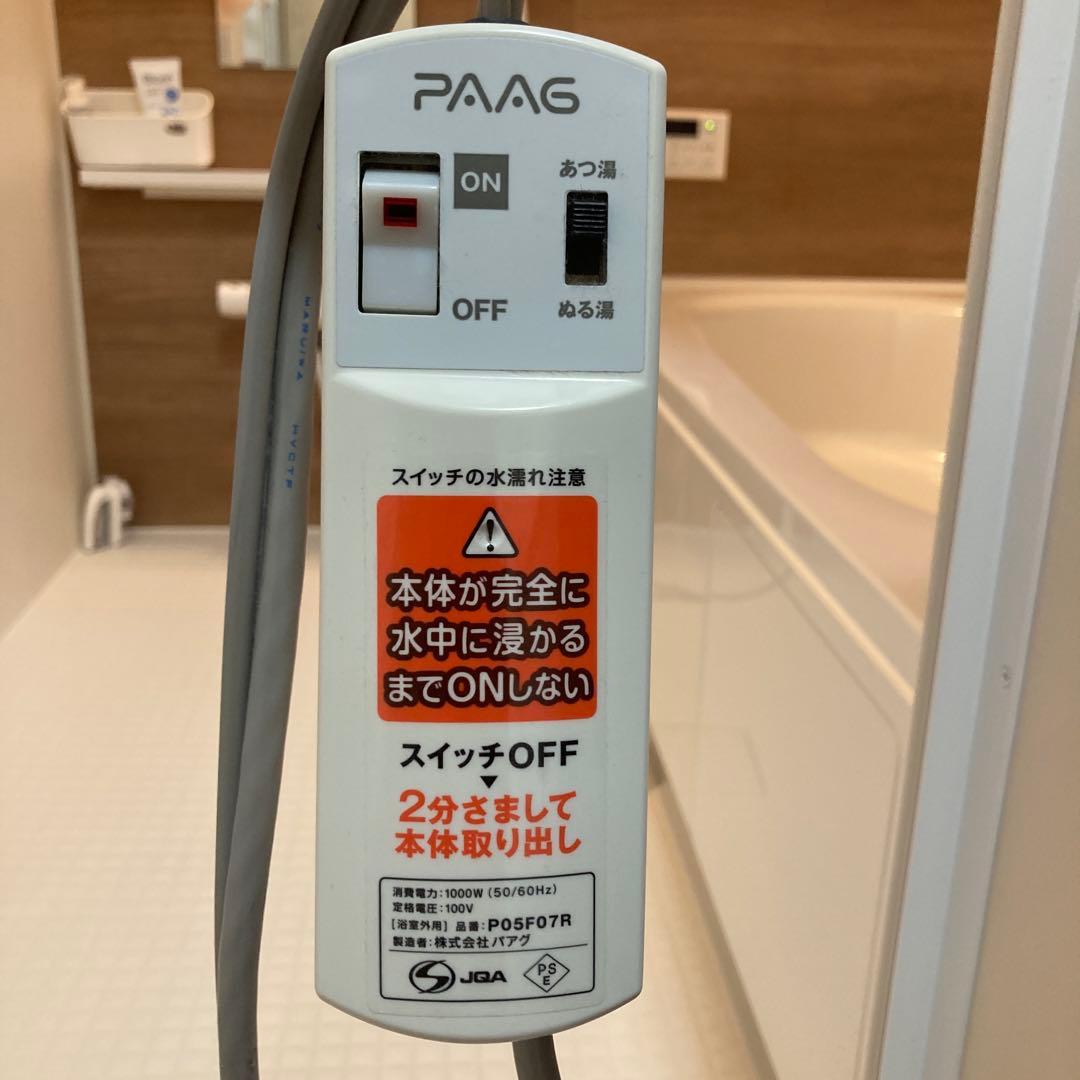 PAAG
ON
あつ湯
OFF
ぬる湯
スイッチの水濡れ注意
本体が完全に
水中に浸かる
までONしない
スイッチOFF
2分さまして
本体取り出し
消費電力:1000W (50/60Hz)
定格電圧:100V
[浴室外用] 品番:P05F07R
製造者:株式会社パアグ
S JQA
PS
E
HVCTF